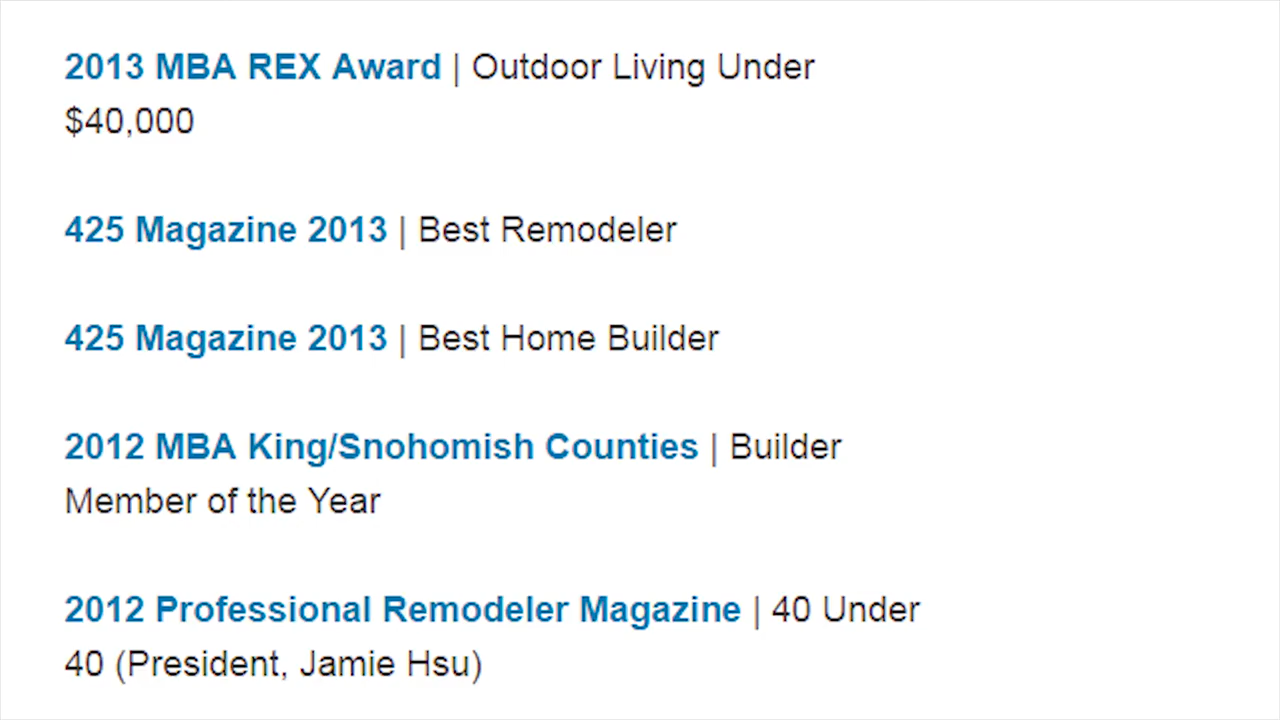 2013 MBA REX Award | Outdoor Living Under
$40,000
425 Magazine 2013 | Best Remodeler
425 Magazine 2013 | Best Home Builder
2012 MBA King/Snohomish Counties | Builder
Member of the Year
2012 Professional Remodeler Magazine | 40 Under
40 (President, Jamie Hsu)